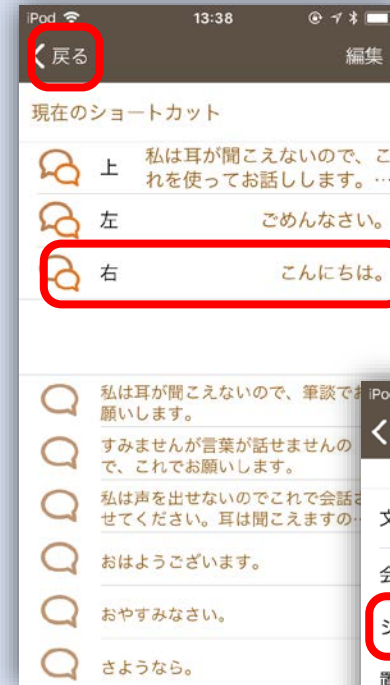 iPod 13:38
戻る 編集
現在のショートカット
上 私は耳が聞こえないので、こ
れを使ってお話しします。…
左 ごめんなさい。
右 こんにちは。
私は耳が聞こえないので、筆談でお
願いします。
すみませんが言葉が話せませんの
で、これでお願いします。
私は声を出せないのでこれで会話さ
せてください。耳は聞こえますの…
おはようございます。
おやすみなさい。
さようなら。